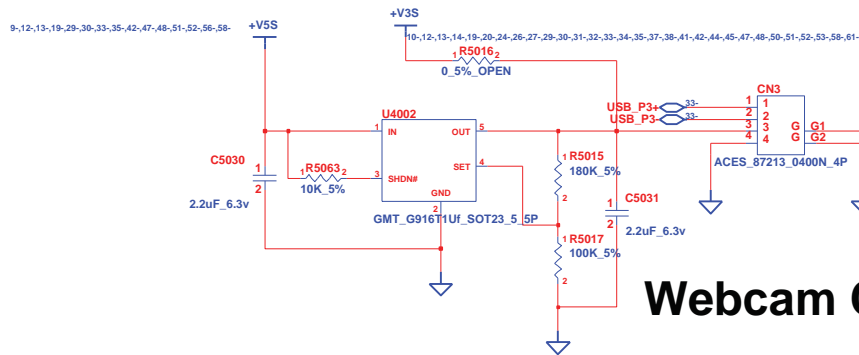 9-,12-,13-,19-,29-,30-,33-,35-,42-,47-,48-,51-,52-,56-,58-
+V5S
+V3S
10-,12-,13-,14-,19-,20-,24-,26-,27-,29-,30-,31-,32-,33-,34-,35-,37-,38-,41-,42-,44-,45-,47-,48-,50-,51-,52-,53-,58-,61-
1 R5016 2
0_5%_OPEN
CN3
USB_P3+ 33- 1 1
USB_P3- 33- 2 2
3 3 G G1
4 4 G G2
ACES_87213_0400N_4P
U4002
1 IN OUT 5
SET 4
3 SHDN#
GND
2
GMT_G916T1Uf_SOT23_5_5P
C5030
1
2
2.2uF_6.3v
1 R5063 2
10K_5%
1 R5015
180K_5%
2
C5031
1
2
2.2uF_6.3v
1 R5017
100K_5%
2
Webcam